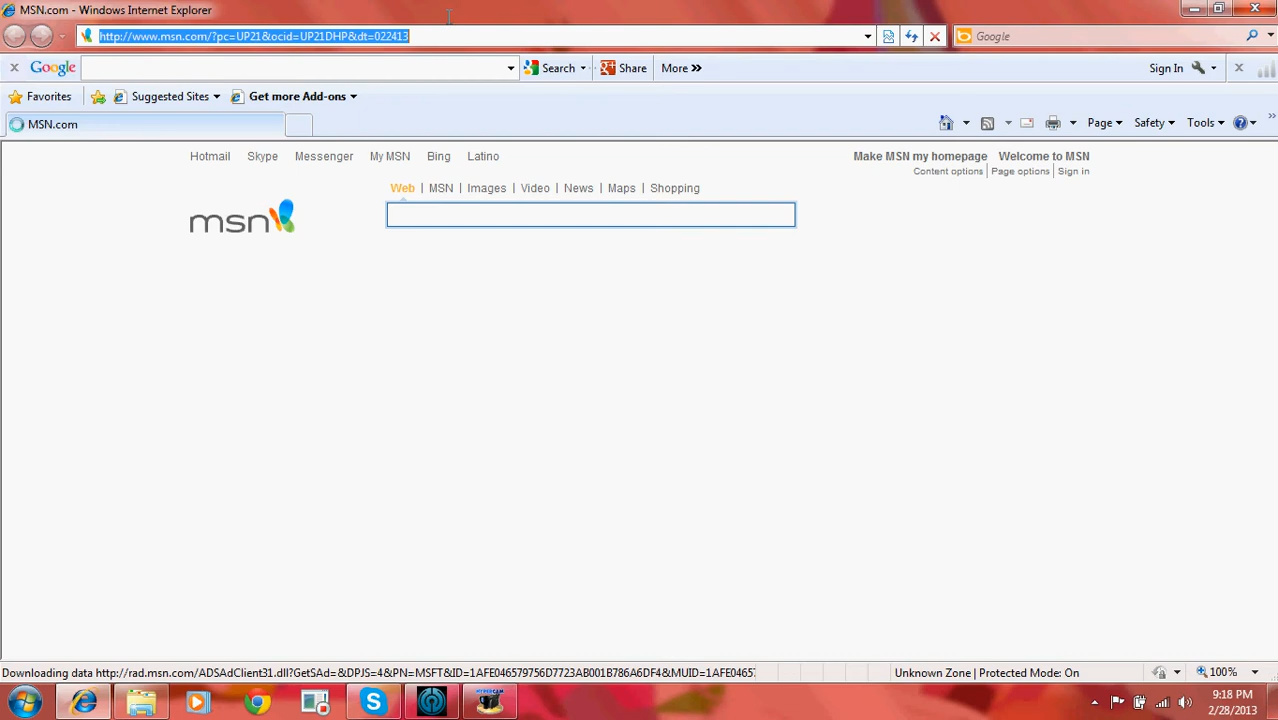 MSN.com - Windows Internet Explorer
http://www.msn.com/?pc=UP21&ocid=UP21DHP&dt=022413
Google
Google Search Share More » Sign In
Favorites Suggested Sites Get more Add-ons
MSN.com Page Safety Tools
Hotmail Skype Messenger My MSN Bing Latino Make MSN my homepage Welcome to MSN
Content options | Page options | Sign in
Web | MSN | Images | Video | News | Maps | Shopping
msn
Downloading data http://rad.msn.com/ADSAdClient31.dll?GetSAd=&DPJS=4&PN=MSFT&ID=1AFE046579756D7723AB001B786A6DF4&MUID=1AFE04657 Unknown Zone | Protected Mode: On 100%
HYPERCAM
9:18 PM
2/28/2013